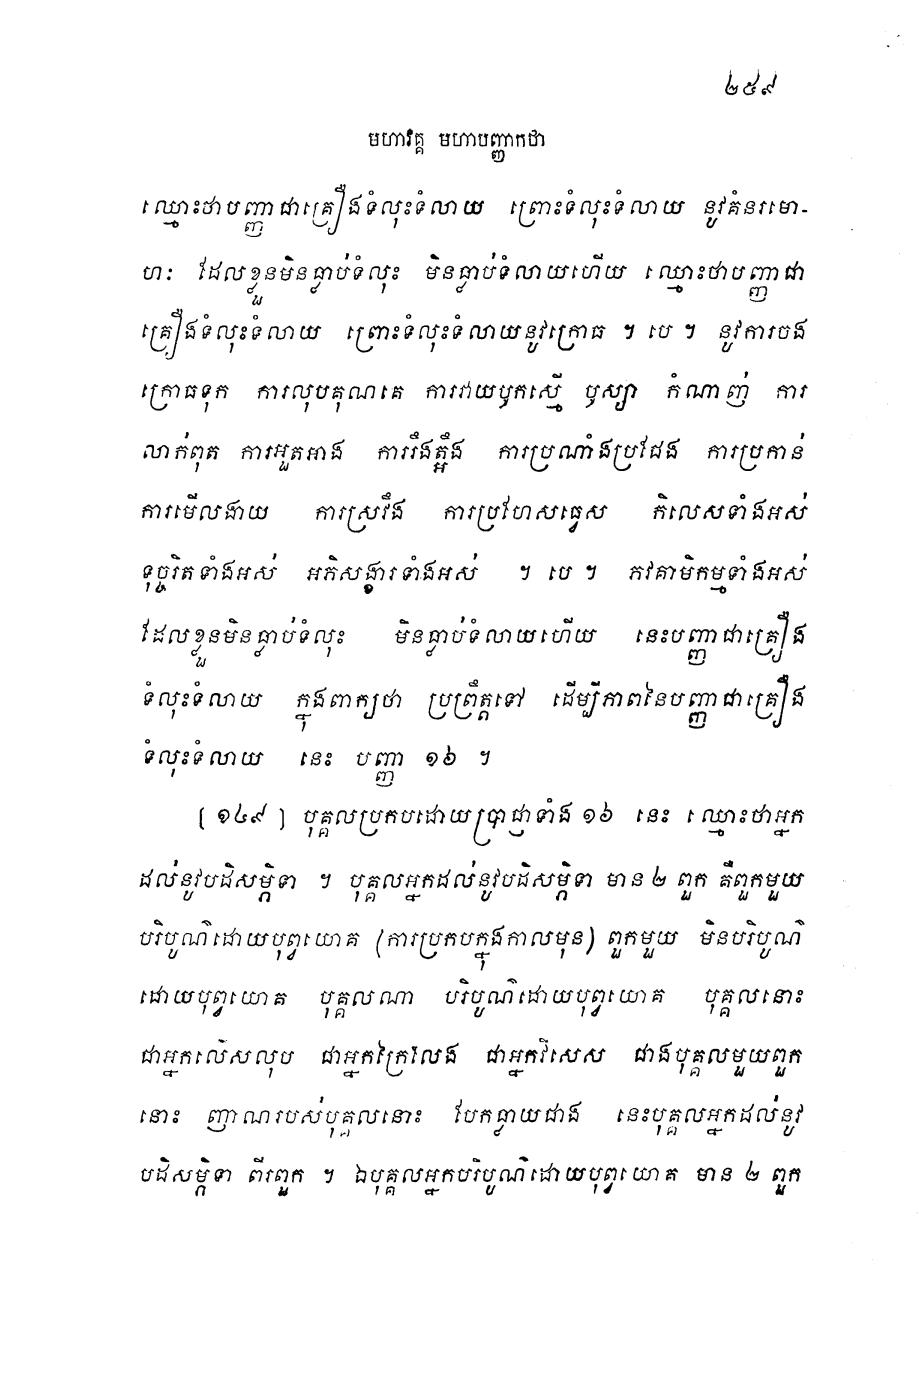 ២៥៩
មហាវគ្គ មហាបញ្ញាកថា
ឈ្មោះថាបញ្ញាជាគ្រឿងទំលុះទំលាយ ព្រោះទំលុះទំលាយ នូវគំនរមោ-
ហៈ ដែលខ្លួនមិនធ្លាប់ទំលុះ មិនធ្លាប់ទំលាយហើយ ឈ្មោះថាបញ្ញាជា
គ្រឿងទំលុះទំលាយ ព្រោះទំលុះទំលាយនូវក្រោធ ។ បេ ។ នូវការចង
ក្រោធទុក ការលុបគុណគេ ការវាយឫកស្មើ ឫស្យា កំណាញ់ ការ
លាក់ពុត ការអួតអាង ការរឹងត្អឹង ការប្រណាំងប្រជែង ការប្រកាន់
ការមើលងាយ ការស្រវឹង ការប្រហែសធ្វេស កិលេសទាំងអស់
ទុច្ចរិតទាំងអស់ អភិសង្ខារទាំងអស់ ។ បេ ។ ភវគាមិកម្មទាំងអស់
ដែលខ្លួនមិនធ្លាប់ទំលុះ មិនធ្លាប់ទំលាយហើយ នេះបញ្ញាជាគ្រឿង
ទំលុះទំលាយ ក្នុងពាក្យថា ប្រព្រឹត្តទៅ ដើម្បីភាពនៃបញ្ញាជាគ្រឿង
ទំលុះទំលាយ នេះ បញ្ញា ១៦ ។
[ ១៤៩ ] បុគ្គលប្រកបដោយប្រាជ្ញាទាំង ១៦ នេះ ឈ្មោះថាអ្នក
ដល់នូវបដិសម្ភិទា ។ បុគ្គលអ្នកដល់នូវបដិសម្ភិទា មាន ២ ពួក គឺពួកមួយ
បរិបូណ៌ដោយបុព្វយោគ (ការប្រកបក្នុងកាលមុន) ពួកមួយ មិនបរិបូណ៌
ដោយបុព្វយោគ បុគ្គលណា បរិបូណ៌ដោយបុព្វយោគ បុគ្គលនោះ
ជាអ្នកលើសលុប ជាអ្នកក្រៃលែង ជាអ្នកវិសេស ជាងបុគ្គលមួយពួក
នោះ ញាណរបស់បុគ្គលនោះ បែកធ្លាយជាង នេះបុគ្គលអ្នកដល់នូវ
បដិសម្ភិទា ពីរពួក ។ ឯបុគ្គលអ្នកបរិបូណ៌ដោយបុព្វយោគ មាន ២ ពួក